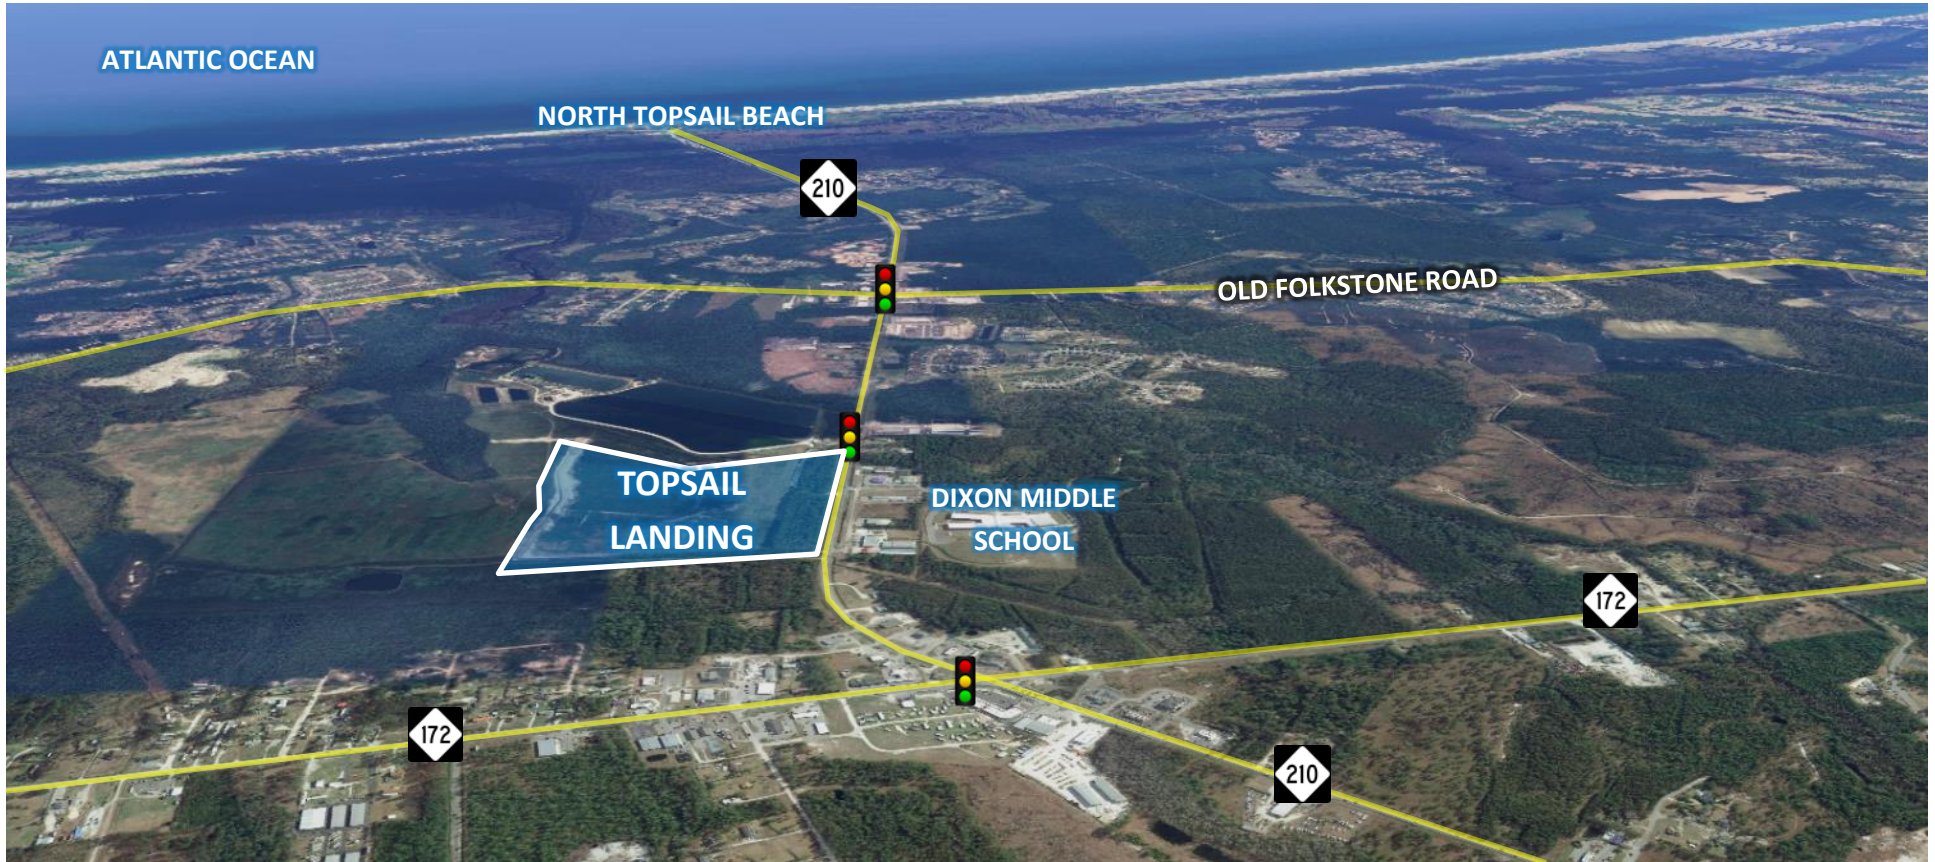 ATLANTIC OCEAN
NORTH TOPSAIL BEACH
210
OLD FOLKSTONE ROAD
TOPSAIL
LANDING
DIXON MIDDLE
SCHOOL
172
172
210